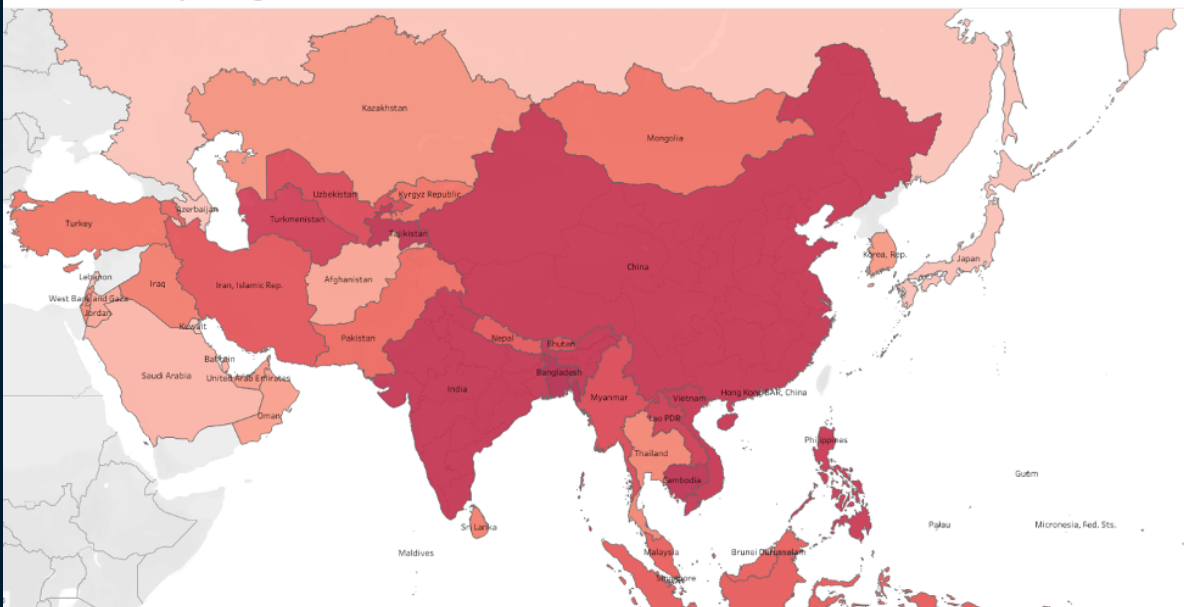 Kazakhstan
Mongolia
Uzbekistan
Kyrgyz Republic
Azerbaijan
Turkey
Turkmenistan
Tajikistan
Korea, Rep.
Japan
China
Lebanon
Afghanistan
Iraq
Iran, Islamic Rep.
West Bank and Gaza
Jordan
Kuwait
Pakistan
Nepal
Bhutan
Bahrain
Saudi Arabia
United Arab Emirates
Bangladesh
India
Hong Kong SAR, China
Myanmar
Vietnam
Oman
Lao PDR
Thailand
Philippines
Cambodia
Guam
Sri Lanka
Palau
Micronesia, Fed. Sts.
Maldives
Malaysia
Brunei Darussalam
Singapore